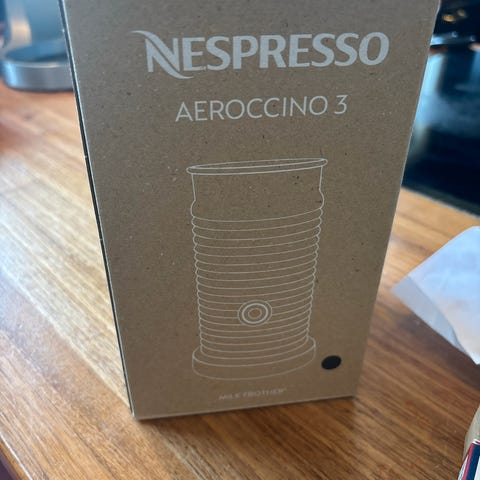 NESPRESSO
AEROCCINO 3
MILK FROTHER